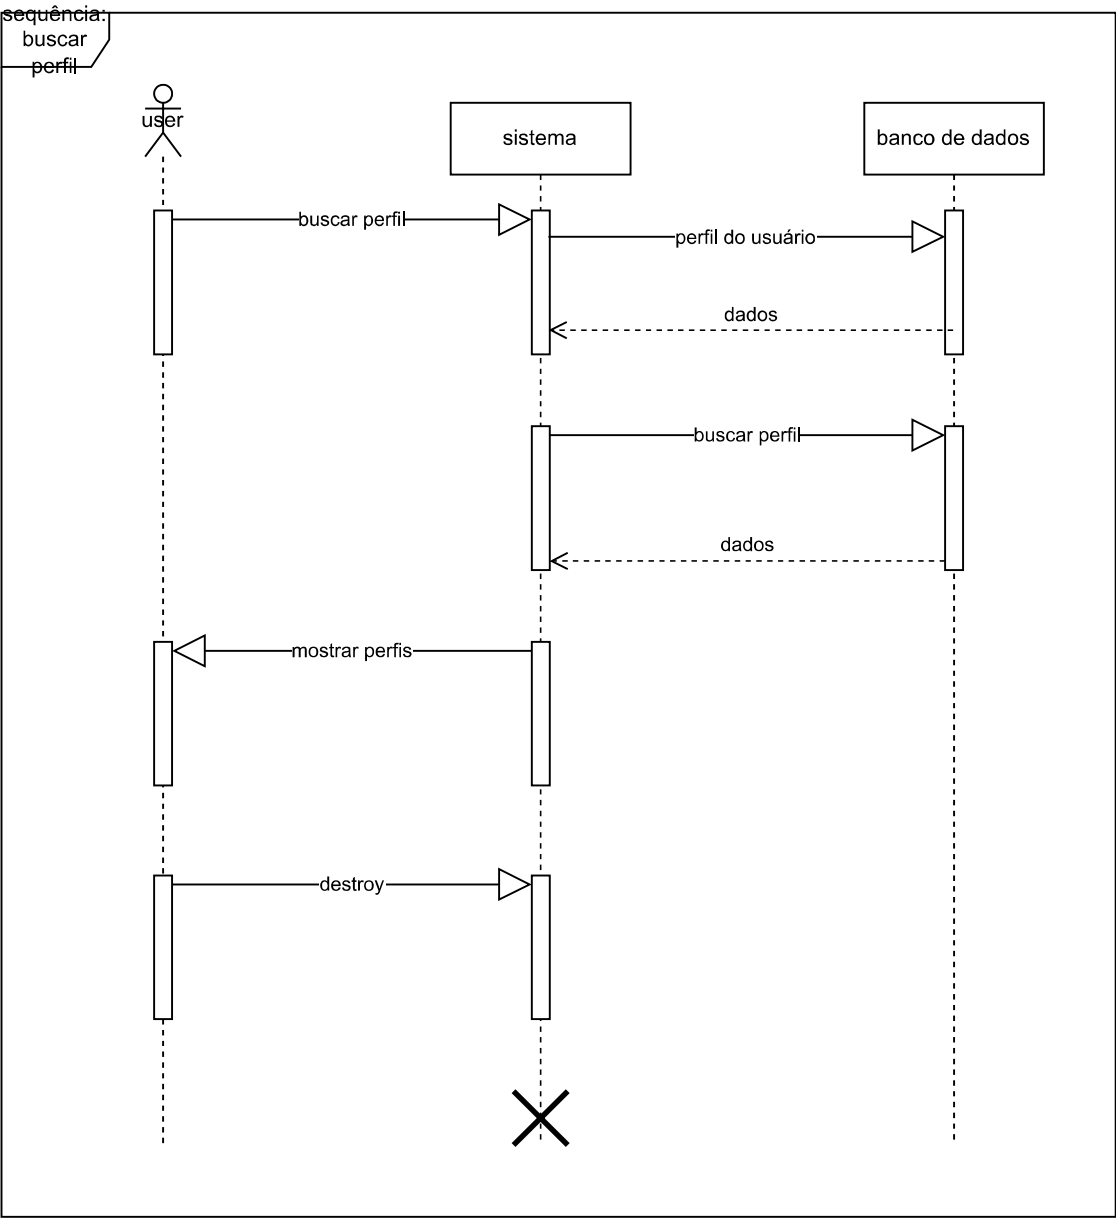 sequência:
buscar
perfil
user
sistema
banco de dados
buscar perfil
perfil do usuário
dados
buscar perfil
dados
mostrar perfis
destroy